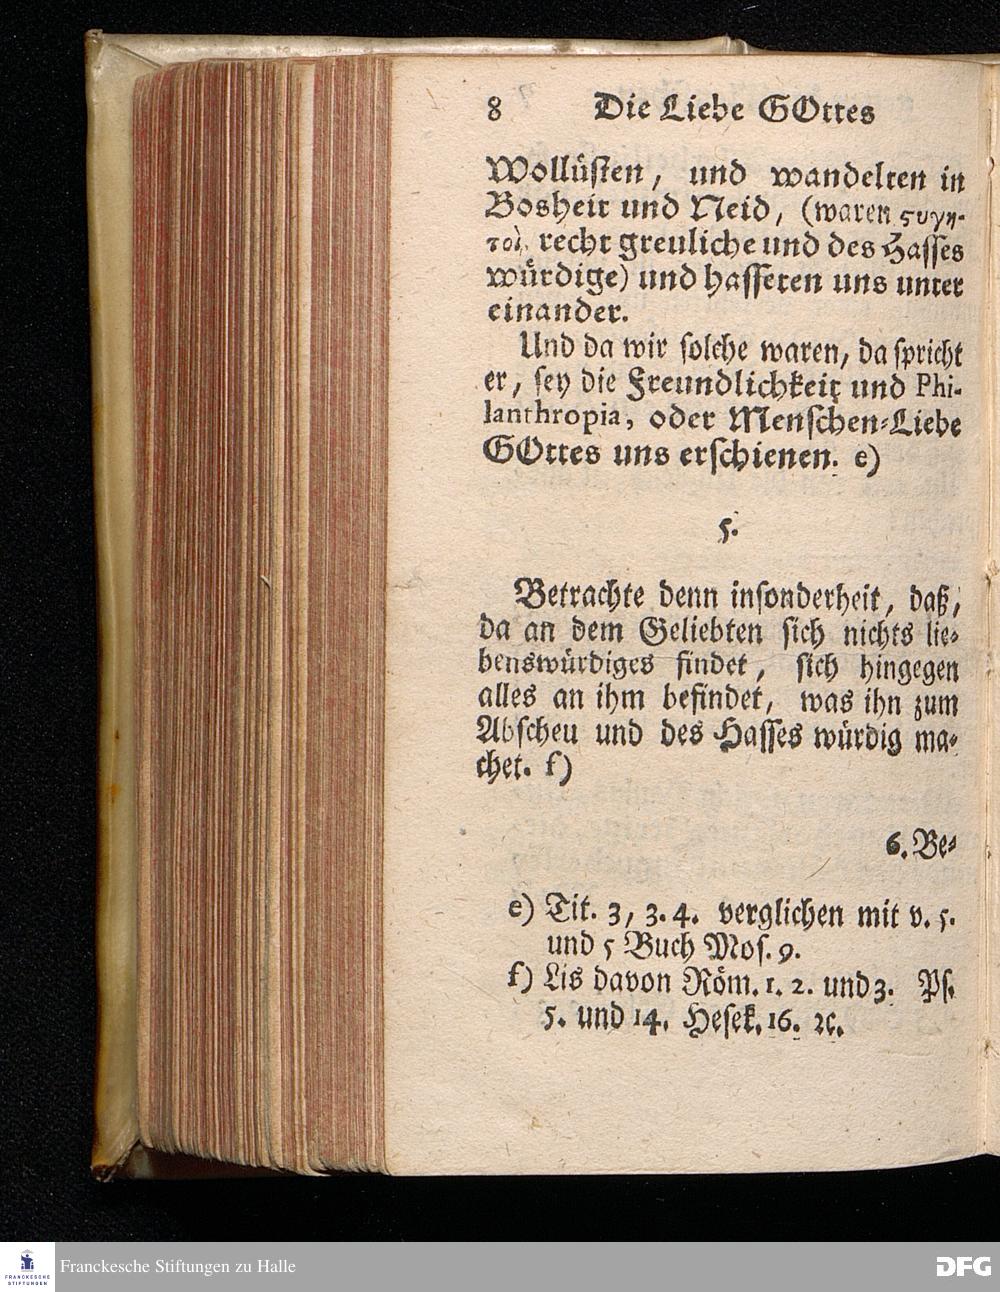 8 Die Liebe GOttes
Wollüsten, und wandelten in
Bosheit und Neid, (waren ϛυγη-
τοὶ, recht greuliche und des Hasses
würdige) und hasseten uns unter
einander.
Und da wir solche waren, da spricht
er, sey die Freundlichkeit und Phi-
lanthropia, oder Menschen-Liebe
GOttes uns erschienen. e)
5.
Betrachte denn insonderheit, daß,
da an dem Geliebten sich nichts lie-
benswürdiges findet, sich hingegen
alles an ihm befindet, was ihn zum
Abscheu und des Hasses würdig ma-
chet. f)
6. Be-
e) Tit. 3, 3. 4. verglichen mit v. 5.
und 5 Buch Mos. 9.
f) Lis davon Röm. 1. 2. und 3. Ps.
5. und 14. Hesek. 16. ꝛc.
FRANCKESCHE
STIFTUNGEN
Franckesche Stiftungen zu Halle
DFG